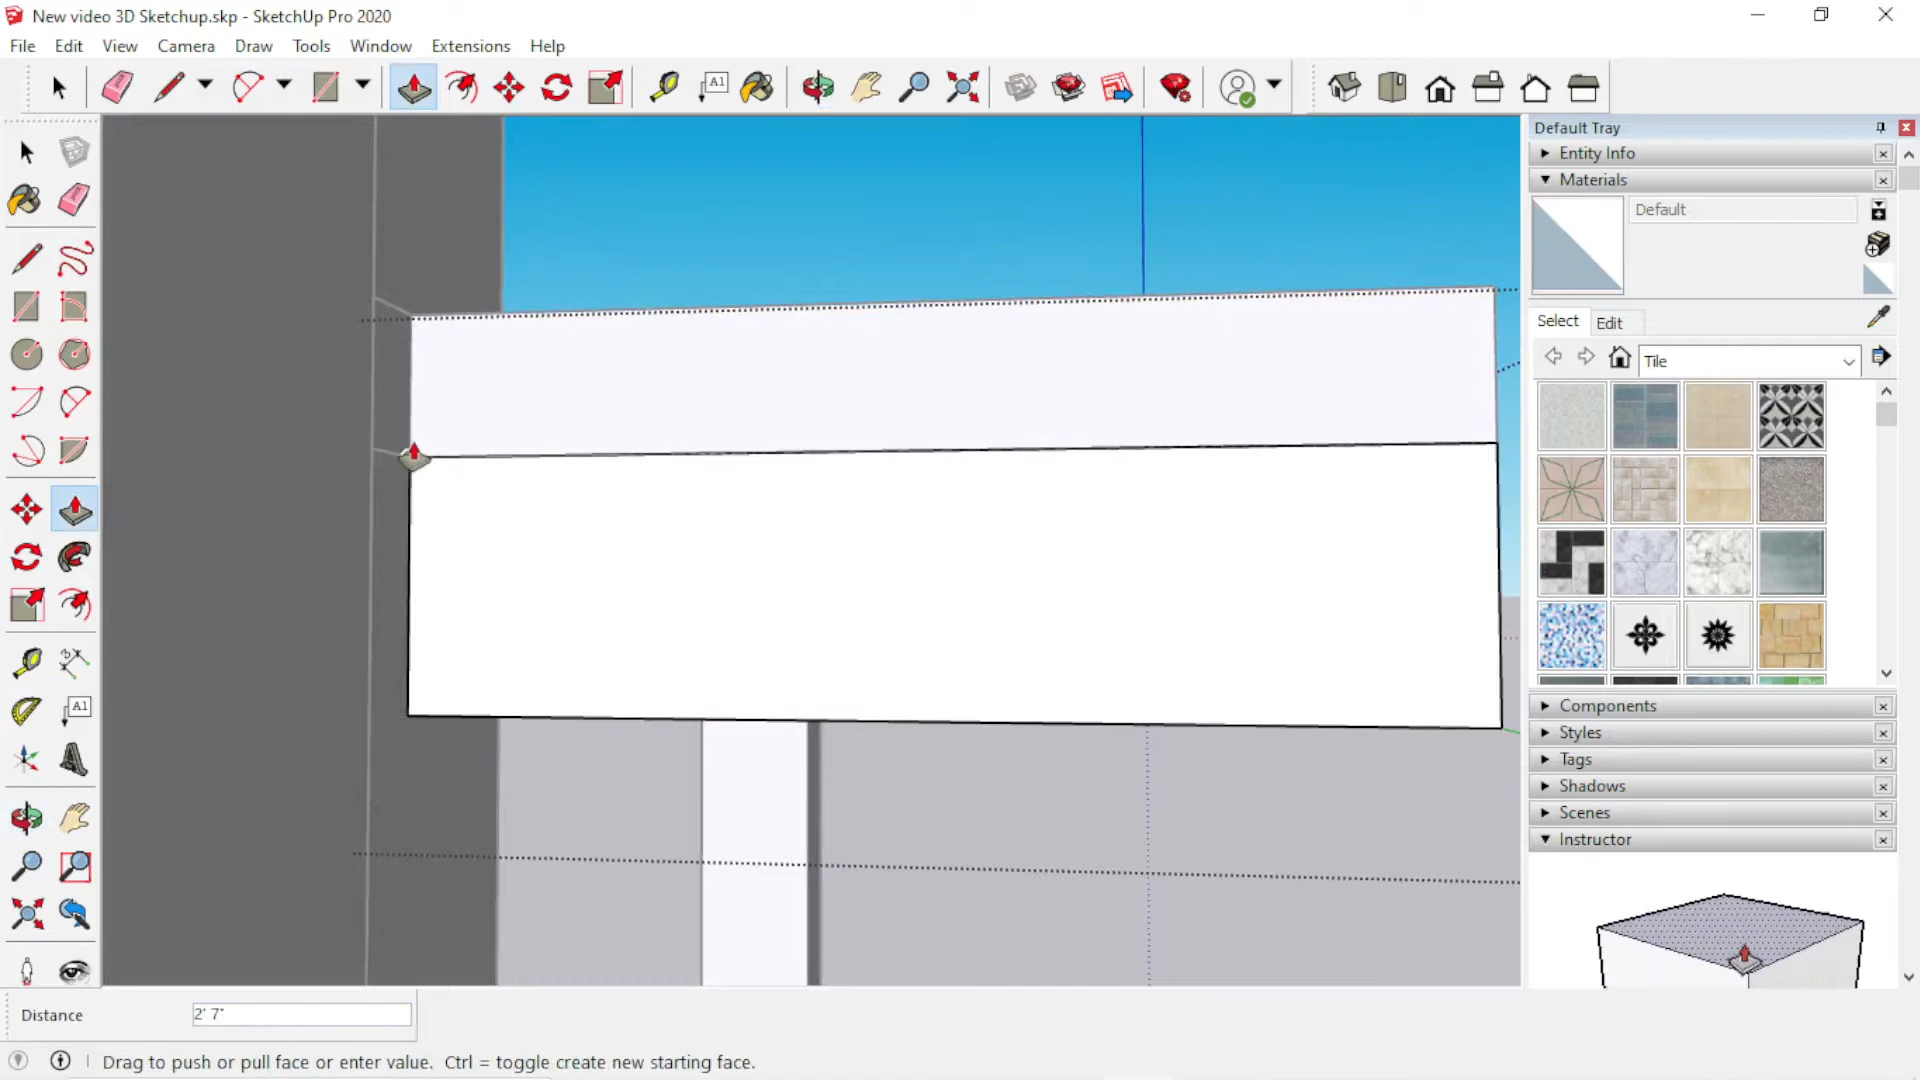 New video 3D Sketchup.skp - SketchUp Pro 2020
File Edit View Camera Draw Tools Window Extensions Help
A1
Default Tray
Entity Info
Materials
Default
Select Edit
Tile
A1
Components
Styles
Tags
Shadows
Scenes
Instructor
Distance 2' 7"
Drag to push or pull face or enter value. Ctrl = toggle create new starting face.